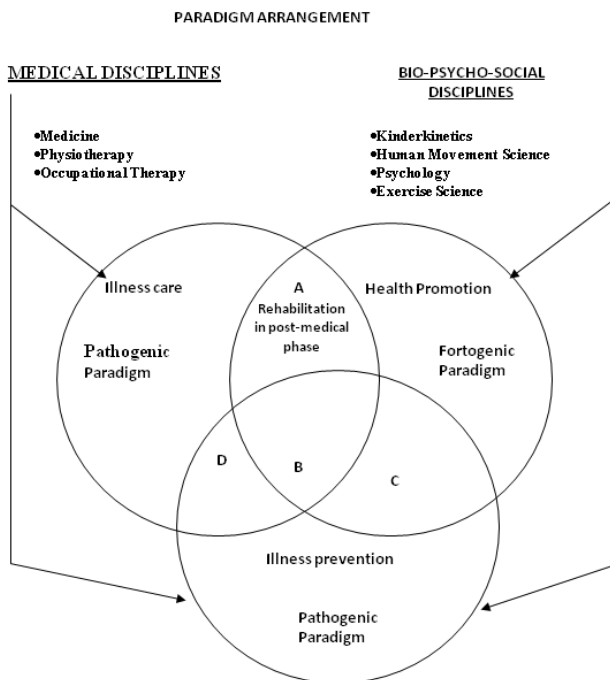 PARADIGM ARRANGEMENT
MEDICAL DISCIPLINES
•Medicine
•Physiotherapy
•Occupational Therapy
BIO-PSYCHO-SOCIAL
DISCIPLINES
•Kinderkinetics
•Human Movement Science
•Psychology
•Exercise Science
Illness care
Pathogenic
Paradigm
A
Rehabilitation
in post-medical
phase
Health Promotion
Fortogenic
Paradigm
D
B
C
Illness prevention
Pathogenic
Paradigm